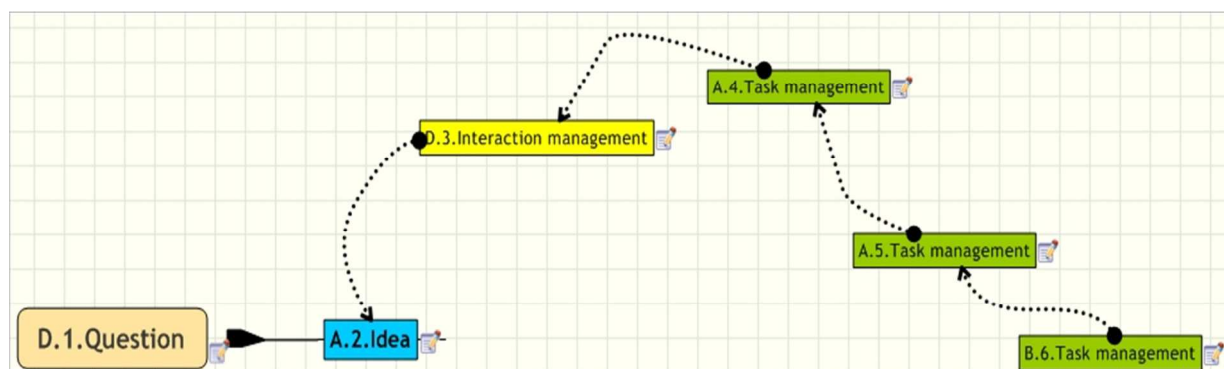 A.4.Task management
D.3.Interaction management
A.5.Task management
D.1.Question
A.2.Idea
B.6.Task management